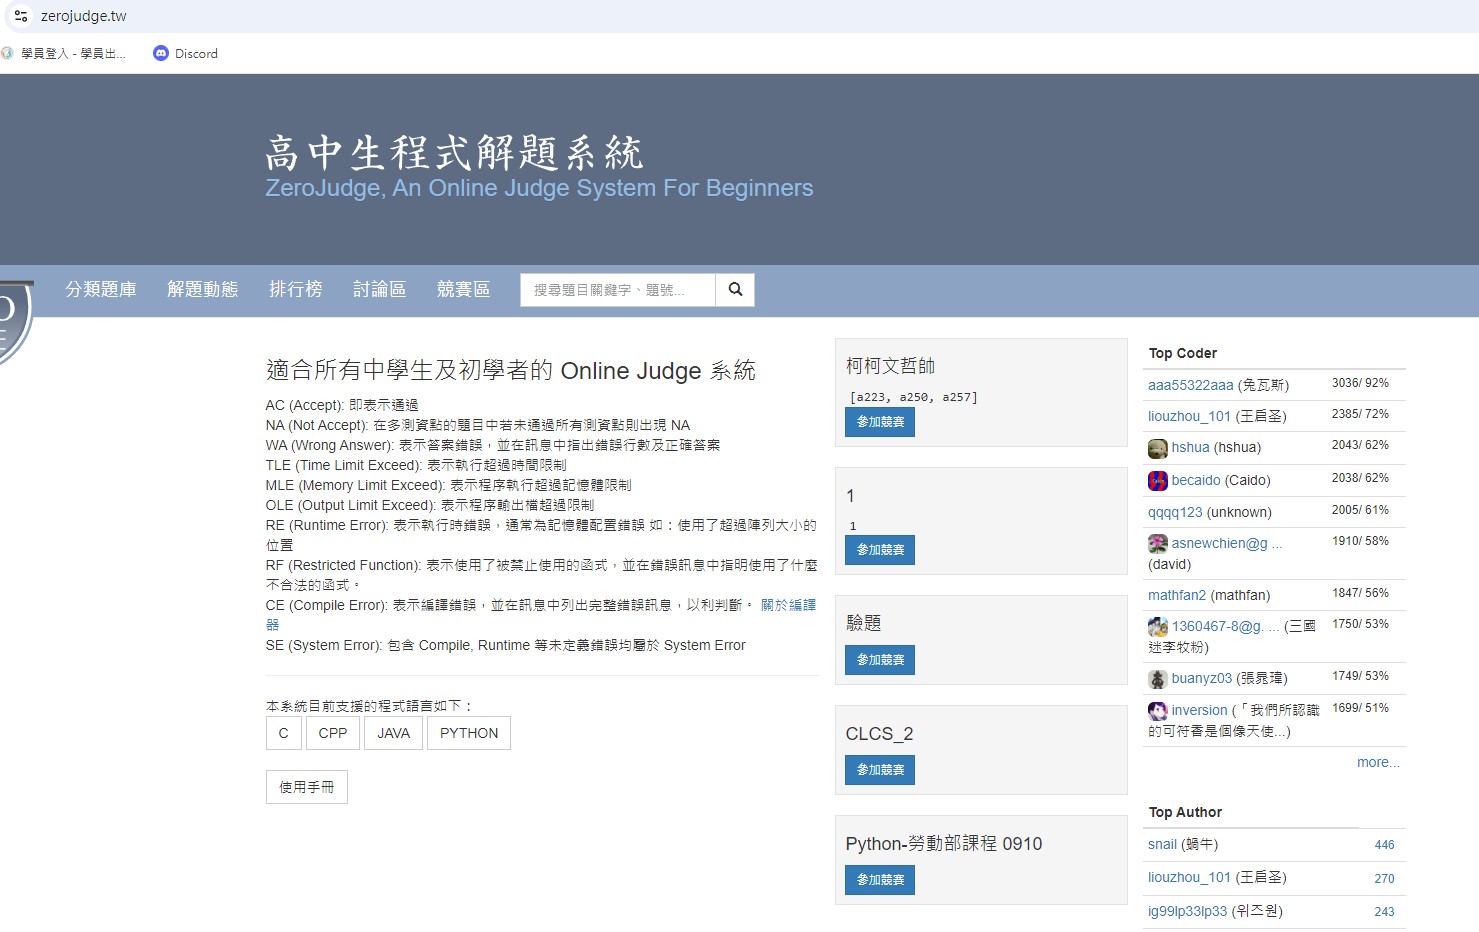 zerojudge.tw
學員登入 - 學員出...
Discord
高中生程式解題系統
ZeroJudge, An Online Judge System For Beginners
分類題庫
解題動態
排行榜
討論區
競賽區
搜尋題目關鍵字、題號...
適合所有中學生及初學者的 Online Judge 系統
AC (Accept): 即表示通過
NA (Not Accept): 在多測資點的題目中若未通過所有測資點則出現 NA
WA (Wrong Answer): 表示答案錯誤，並在訊息中指出錯誤行數及正確答案
TLE (Time Limit Exceed): 表示執行超過時間限制
MLE (Memory Limit Exceed): 表示程序執行超過記憶體限制
OLE (Output Limit Exceed): 表示程序輸出檔超過限制
RE (Runtime Error): 表示執行時錯誤，通常為記憶體配置錯誤 如：使用了超過陣列大小的
位置
RF (Restricted Function): 表示使用了被禁止使用的函式，並在錯誤訊息中指明使用了什麼
不合法的函式。
CE (Compile Error): 表示編譯錯誤，並在訊息中列出完整錯誤訊息，以利判斷。 關於編譯
器
SE (System Error): 包含 Compile, Runtime 等未定義錯誤均屬於 System Error
本系統目前支援的程式語言如下：
C
CPP
JAVA
PYTHON
使用手冊
柯柯文哲帥
[a223, a250, a257]
參加競賽
1
1
參加競賽
驗題
參加競賽
CLCS_2
參加競賽
Python-勞動部課程 0910
參加競賽
Top Coder
aaa55322aaa (兔瓦斯) 3036/ 92%
liouzhou_101 (王启圣) 2385/ 72%
hshua (hshua) 2043/ 62%
becaido (Caido) 2038/ 62%
qqqq123 (unknown) 2005/ 61%
asnewchien@g ... 1910/ 58%
(david)
mathfan2 (mathfan) 1847/ 56%
1360467-8@g. ... (三國 1750/ 53%
迷李牧粉)
buanyz03 (張晁瑋) 1749/ 53%
inversion (「我們所認識 1699/ 51%
的可符香是個像天使...)
more...
Top Author
snail (蝸牛) 446
liouzhou_101 (王启圣) 270
ig99lp33lp33 (위즈원) 243